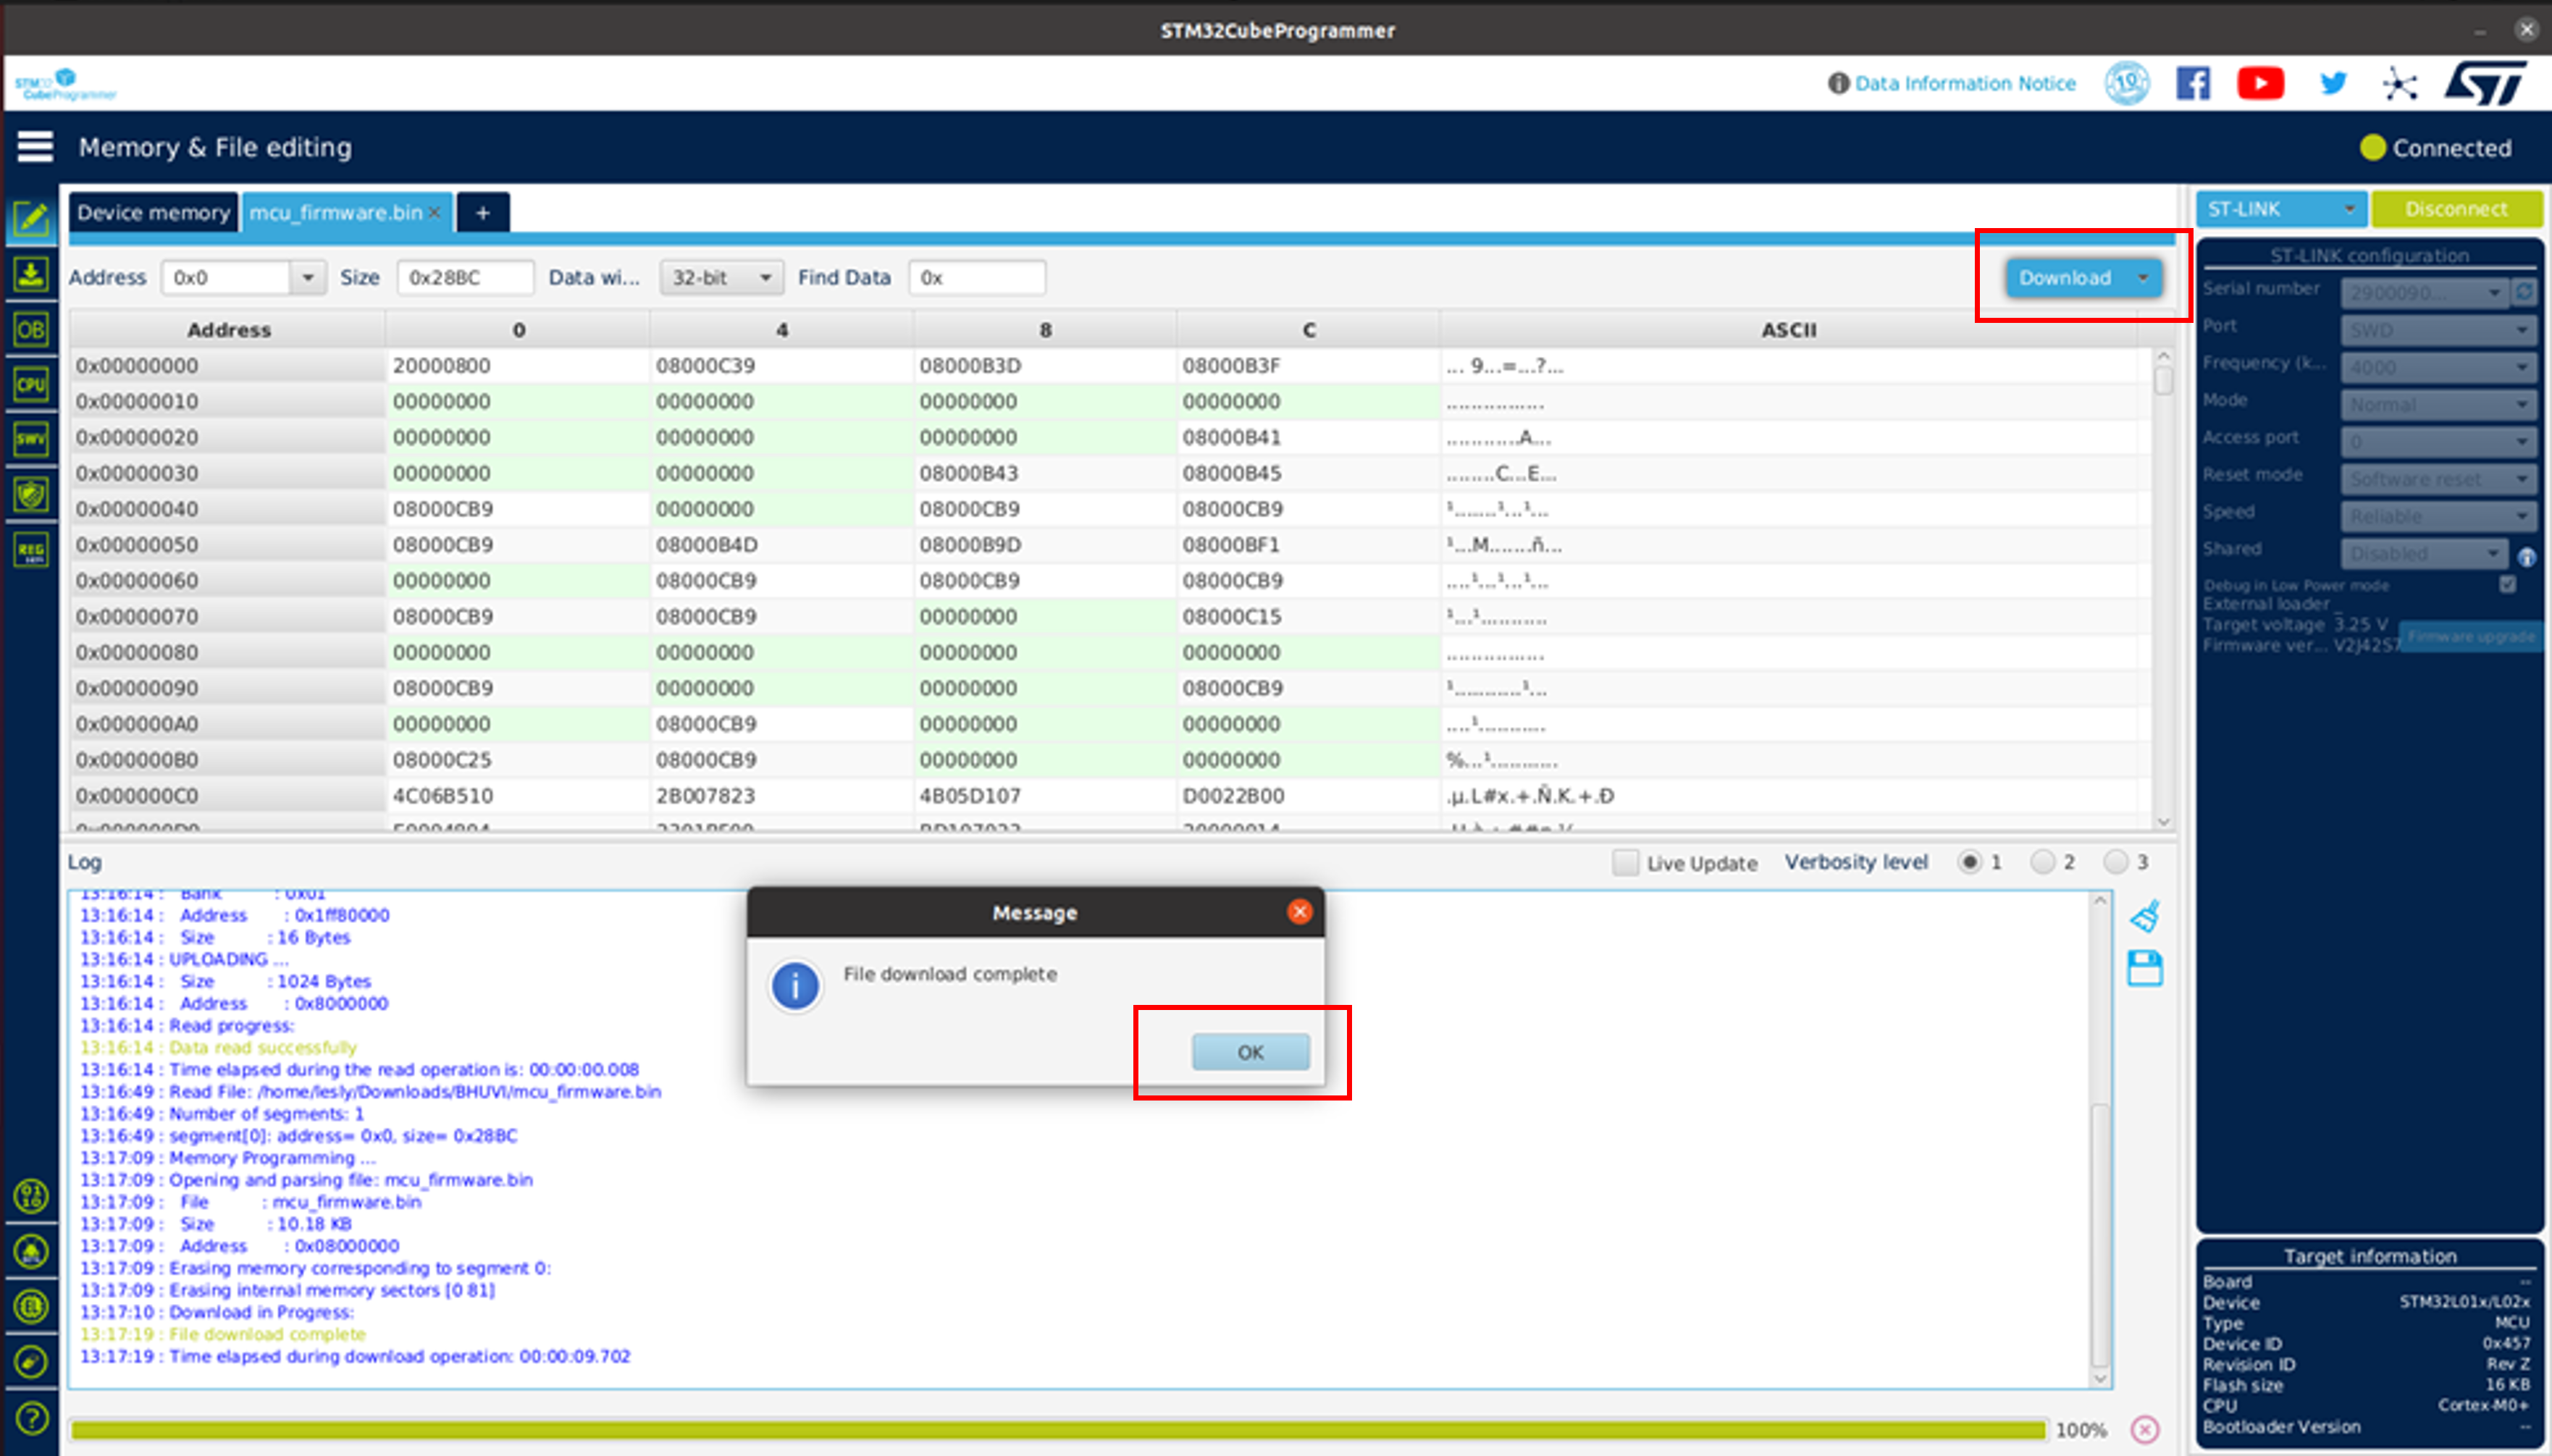 STM32CubeProgrammer
STM32
CubeProgrammer
Data Information Notice
10
ST
Memory & File editing
Connected
Device memory
mcu_firmware.bin
+
Address 0x0 Size 0x28BC Data wi... 32-bit Find Data 0x Download
Address 0 4 8 C ASCII
0x00000000 20000800 08000C39 08000B3D 08000B3F ... 9...=...?...
0x00000010 00000000 00000000 00000000 00000000 ................
0x00000020 00000000 00000000 00000000 08000B41 ............A...
0x00000030 00000000 00000000 08000B43 08000B45 ........C...E...
0x00000040 08000CB9 00000000 08000CB9 08000CB9 ¹.......¹...¹...
0x00000050 08000CB9 08000B4D 08000B9D 08000BF1 ¹...M.......ñ...
0x00000060 00000000 08000CB9 08000CB9 08000CB9 ....¹...¹...¹...
0x00000070 08000CB9 08000CB9 00000000 08000C15 ¹...¹...........
0x00000080 00000000 00000000 00000000 00000000 ................
0x00000090 08000CB9 00000000 00000000 08000CB9 ¹...........¹...
0x000000A0 00000000 08000CB9 00000000 00000000 ....¹...........
0x000000B0 08000C25 08000CB9 00000000 00000000 %...¹...........
0x000000C0 4C06B510 2B007823 4B05D107 D0022B00 .µ.L#x.+.Ñ.K.+.Ð
Log
Live Update Verbosity level 1 2 3
13:16:14 : Bank : 0x01
13:16:14 : Address : 0x1ff80000
13:16:14 : Size : 16 Bytes
13:16:14 : UPLOADING ...
13:16:14 : Size : 1024 Bytes
13:16:14 : Address : 0x8000000
13:16:14 : Read progress:
13:16:14 : Data read successfully
13:16:14 : Time elapsed during the read operation is: 00:00:00.008
13:16:49 : Read File: /home/lesly/Downloads/BHUVI/mcu_firmware.bin
13:16:49 : Number of segments: 1
13:16:49 : segment[0]: address= 0x0, size= 0x28BC
13:17:09 : Memory Programming ...
13:17:09 : Opening and parsing file: mcu_firmware.bin
13:17:09 : File : mcu_firmware.bin
13:17:09 : Size : 10.18 KB
13:17:09 : Address : 0x08000000
13:17:09 : Erasing memory corresponding to segment 0:
13:17:09 : Erasing internal memory sectors [0 81]
13:17:10 : Download in Progress:
13:17:19 : File download complete
13:17:19 : Time elapsed during download operation: 00:00:09.702
100%
Message
File download complete
OK
OB
CPU
SWV
REG
ST-LINK Disconnect
ST-LINK configuration
Serial number 2900090...
Port SWD
Frequency (k... 4000
Mode Normal
Access port 0
Reset mode Software reset
Speed Reliable
Shared Disabled
Debug in Low Power mode
External loader _
Target voltage 3.25 V
Firmware ver... V2J42S7 Firmware upgrade
Target information
Board --
Device STM32L01x/L02x
Type MCU
Device ID 0x457
Revision ID Rev Z
Flash size 16 KB
CPU Cortex-M0+
Bootloader Version --